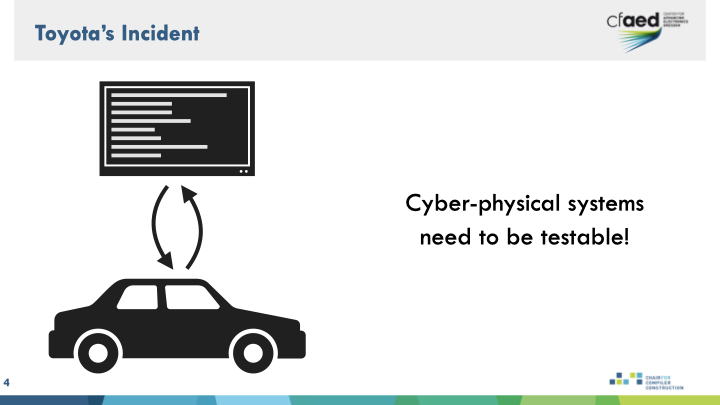 Toyota's Incident
cfaed
CENTER FOR
ADVANCING
ELECTRONICS
DRESDEN
Cyber-physical systems
need to be testable!
4
CHAIR FOR
COMPILER
CONSTRUCTION